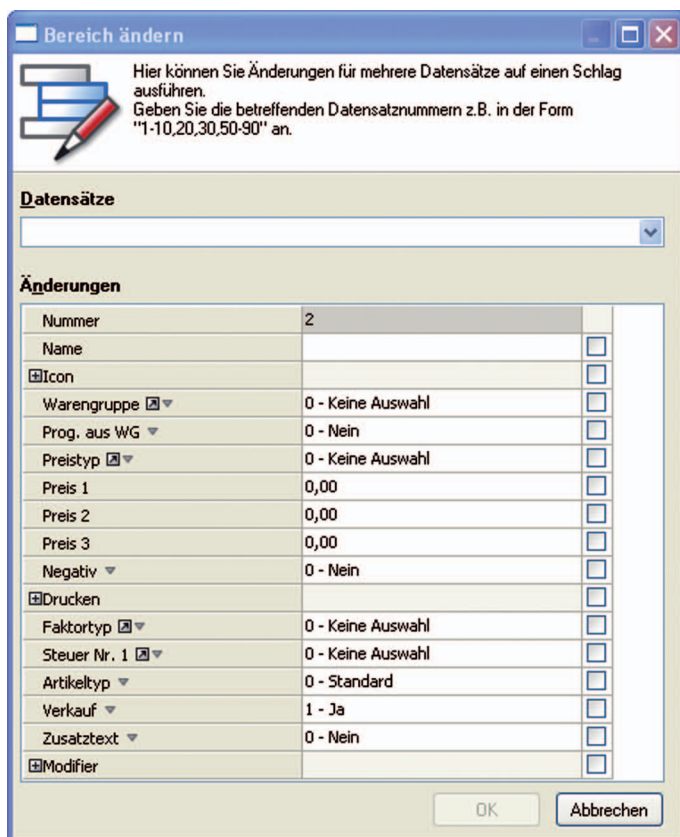 Bereich ändern
Hier können Sie Änderungen für mehrere Datensätze auf einen Schlag
ausführen.
Geben Sie die betreffenden Datensatznummern z.B. in der Form
"1-10,20,30,50-90" an.
Datensätze
Änderungen
Nummer 2
Name
Icon
Warengruppe 0 - Keine Auswahl
Prog. aus WG 0 - Nein
Preistyp 0 - Keine Auswahl
Preis 1 0,00
Preis 2 0,00
Preis 3 0,00
Negativ 0 - Nein
Drucken
Faktortyp 0 - Keine Auswahl
Steuer Nr. 1 0 - Keine Auswahl
Artikeltyp 0 - Standard
Verkauf 1 - Ja
Zusatztext 0 - Nein
Modifier
OK Abbrechen